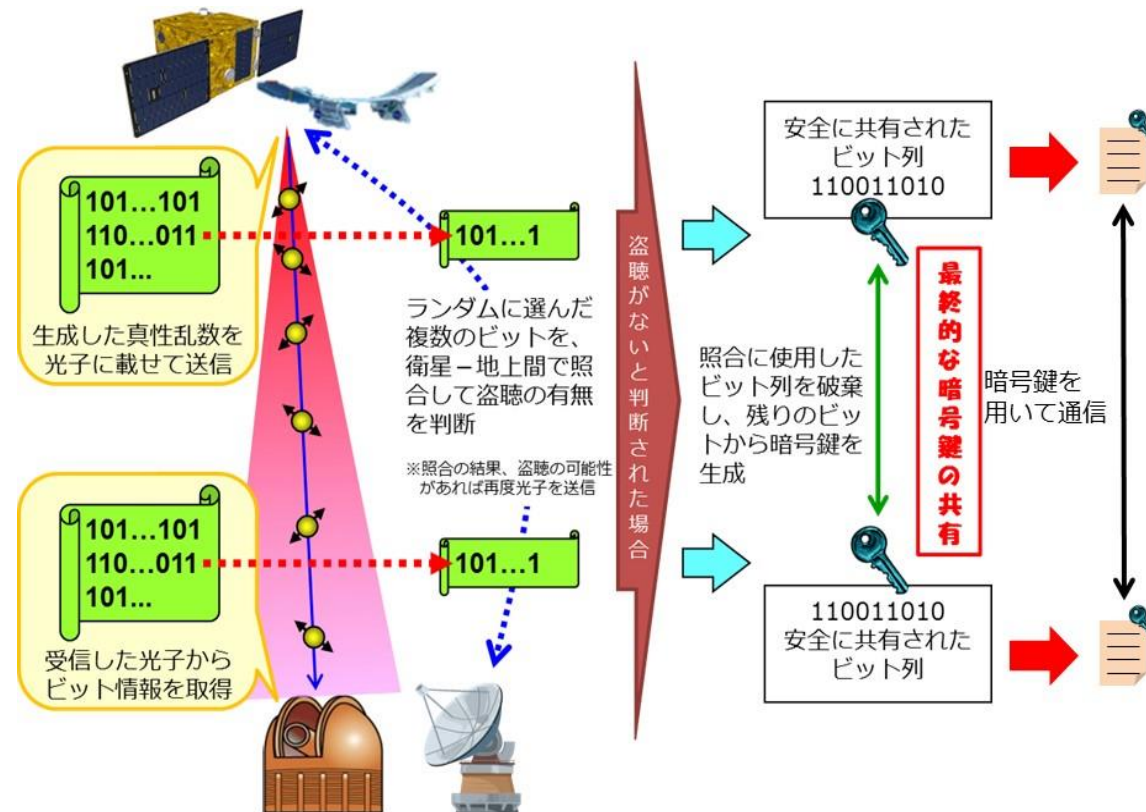 101...101
110...011
101...
生成した真性乱数を
光子に載せて送信
101...1
ランダムに選んだ
複数のビットを、
衛星－地上間で照
合して盗聴の有無
を判断
※照合の結果、盗聴の可能性
があれば再度光子を送信
101...101
110...011
101...
受信した光子から
ビット情報を取得
101...1
盗聴がないと判断された場合
安全に共有された
ビット列
110011010
照合に使用した
ビット列を破棄
し、残りのビッ
トから暗号鍵を
生成
最終的な暗号鍵の共有
暗号鍵を
用いて通信
110011010
安全に共有された
ビット列